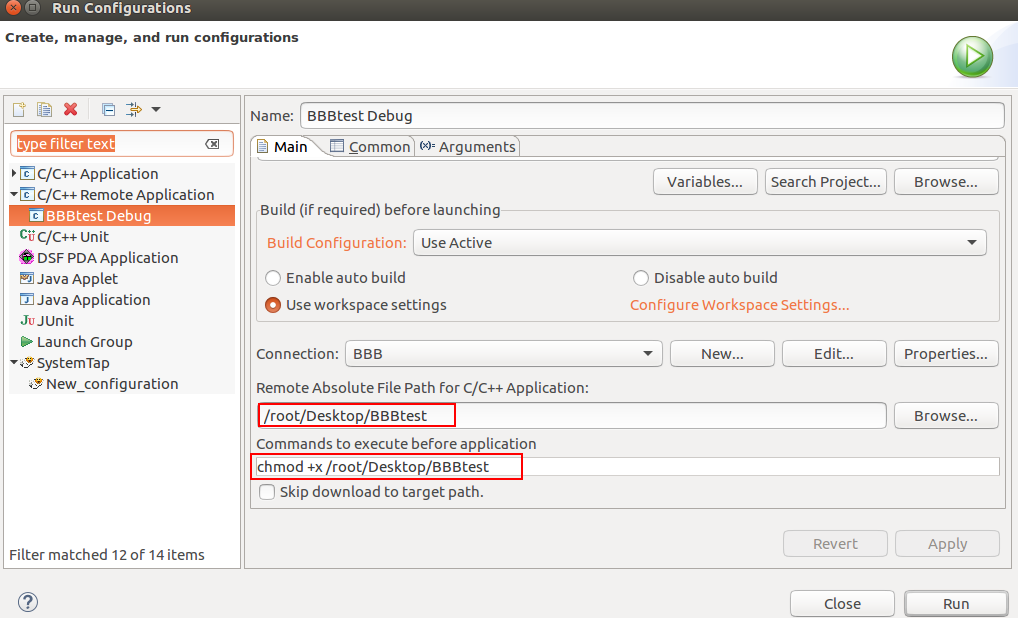 Run Configurations
Create, manage, and run configurations
type filter text
C/C++ Application
C/C++ Remote Application
BBBtest Debug
C/C++ Unit
DSF PDA Application
Java Applet
Java Application
JUnit
Launch Group
SystemTap
New_configuration
Filter matched 12 of 14 items
Name: BBBtest Debug
Main Common (x)= Arguments
Variables... Search Project... Browse...
Build (if required) before launching
Build Configuration: Use Active
Enable auto build Disable auto build
Use workspace settings Configure Workspace Settings...
Connection: BBB New... Edit... Properties...
Remote Absolute File Path for C/C++ Application:
/root/Desktop/BBBtest Browse...
Commands to execute before application
chmod +x /root/Desktop/BBBtest
Skip download to target path.
Revert Apply
? Close Run